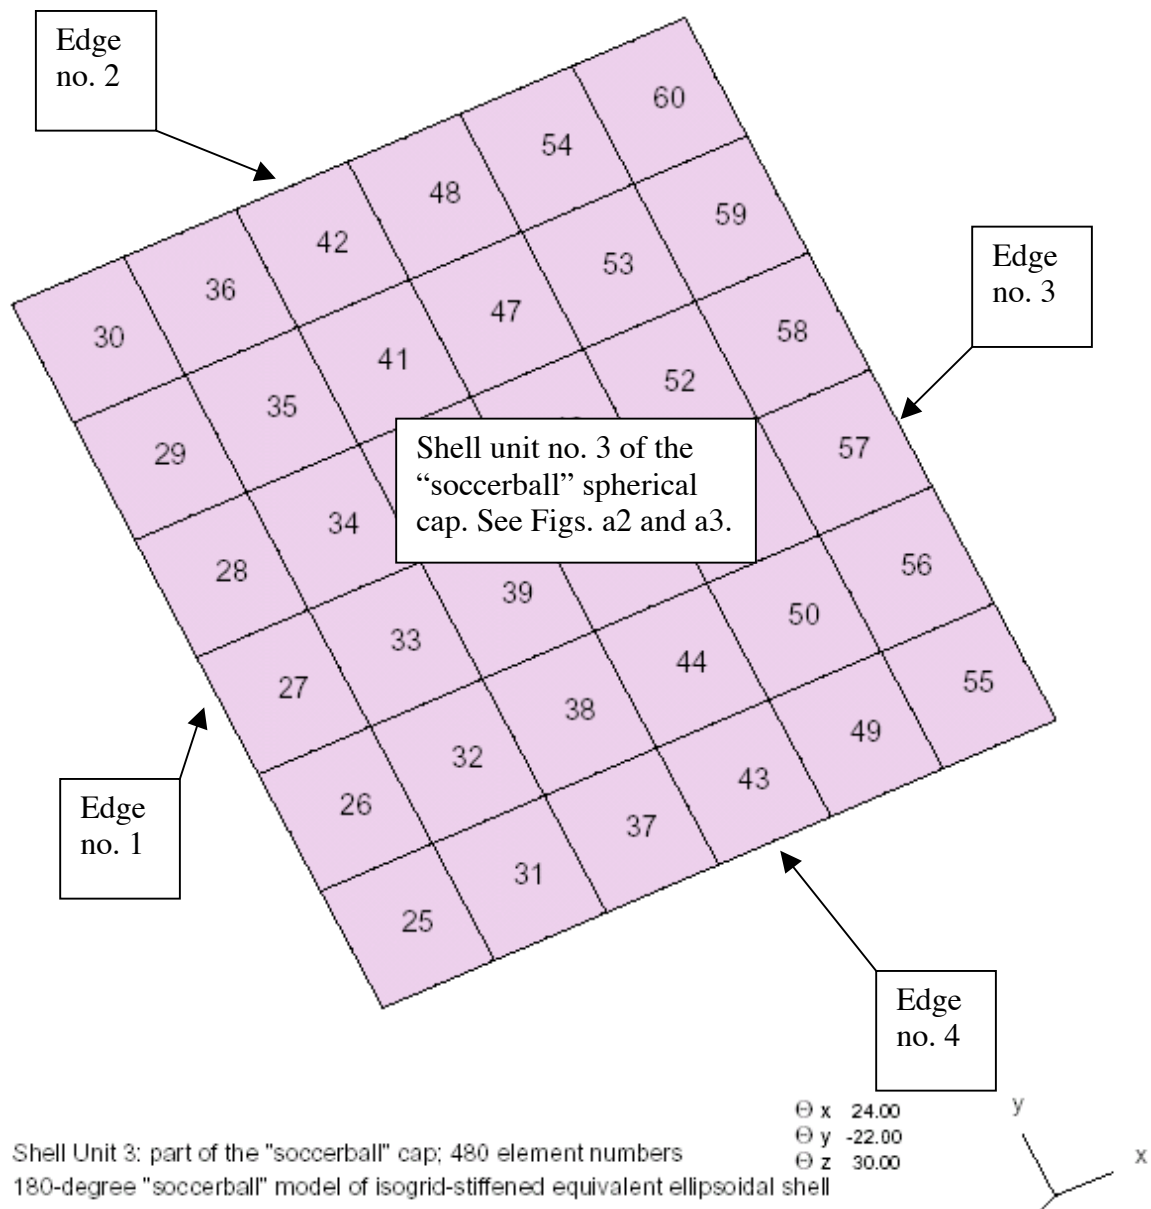 Edge
no. 2
60
54
48
59
42
53
36
Edge
no. 3
47
30
58
41
52
35
57
29
Shell unit no. 3 of the
“soccerball” spherical
cap. See Figs. a2 and a3.
34
56
28
39
50
33
44
55
27
38
49
32
43
26
Edge
no. 1
37
31
25
Edge
no. 4
Θ x 24.00
Θ y -22.00
Θ z 30.00
y
x
Shell Unit 3: part of the "soccerball" cap; 480 element numbers
180-degree "soccerball" model of isogrid-stiffened equivalent ellipsoidal shell